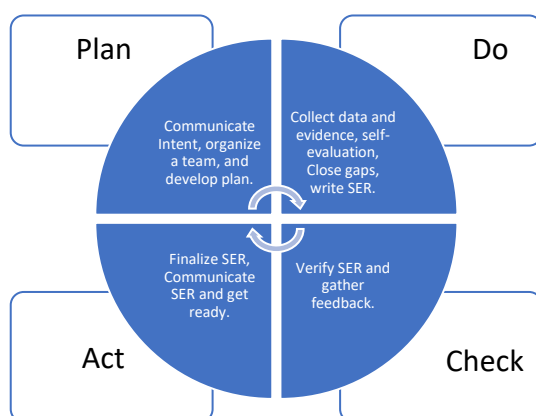 Plan
Do
Communicate
Intent, organize
a team, and
develop plan.
Collect data and
evidence, self-
evaluation,
Close gaps,
write SER.
Finalize SER,
Communicate
SER and get
ready.
Verify SER and
gather
feedback.
Act
Check